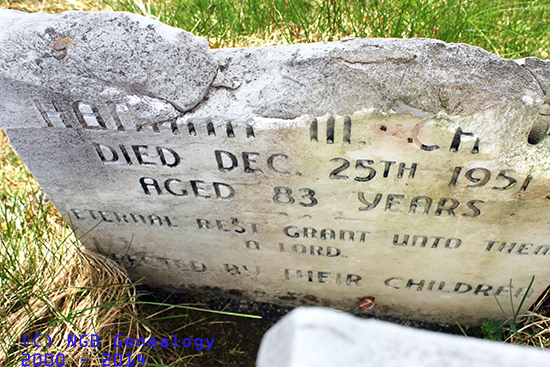 DIED DEC. 25TH 1951
AGED 83 YEARS
ETERNAL REST GRANT UNTO THEM
O LORD.
ERECTED BY THEIR CHILDREN
(C) NGB Genealogy
2000 - 2014